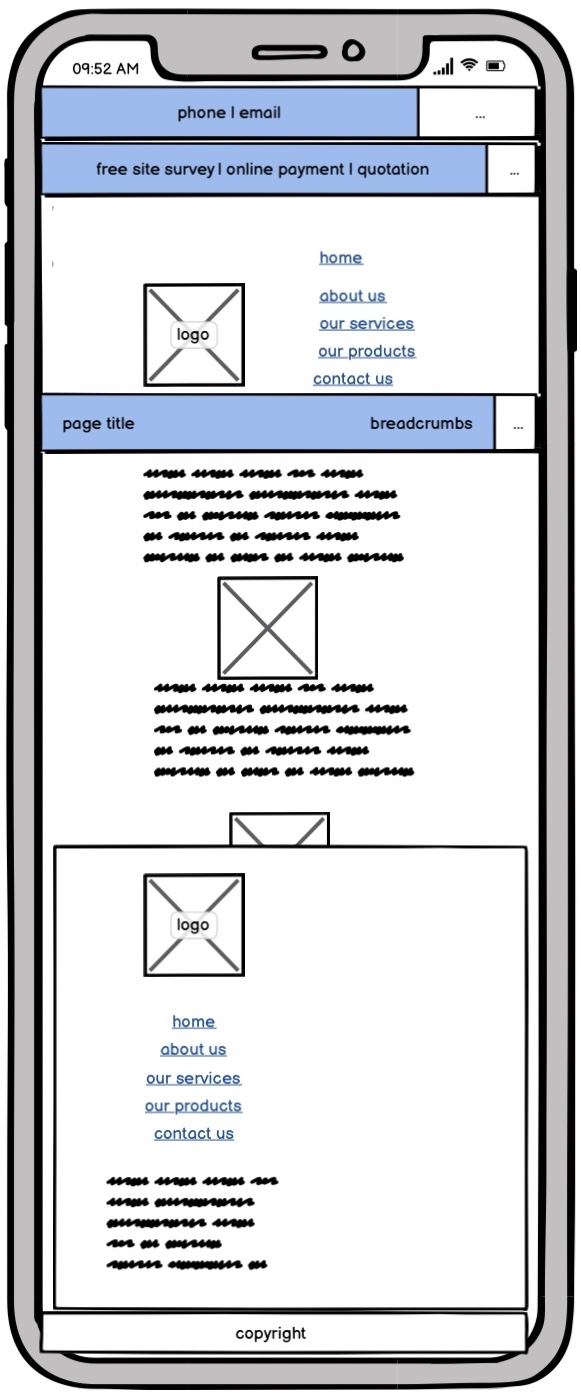 09:52 AM
phone | email ...
free site survey | online payment | quotation ...
home
about us
logo
our services
our products
contact us
page title breadcrumbs ...
logo
home
about us
our services
our products
contact us
copyright